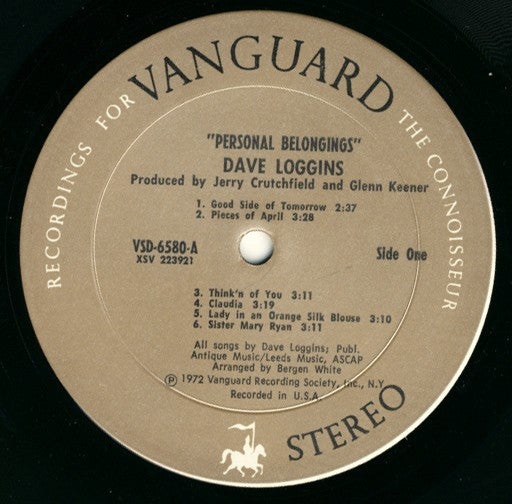 RECORDINGS FOR VANGUARD THE CONNOISSEUR
"PERSONAL BELONGINGS"
DAVE LOGGINS
Produced by Jerry Crutchfield and Glenn Keener
1. Good Side of Tomorrow 2:37
2. Pieces of April 3:28
VSD-6580-A
XSV 223921
Side One
3. Think'n of You 3:11
4. Claudia 3:19
5. Lady in an Orange Silk Blouse 3:10
6. Sister Mary Ryan 3:11
All songs by Dave Loggins; Publ.
Antique Music/Leeds Music, ASCAP
Arranged by Bergen White
℗ 1972 Vanguard Recording Society, Inc., N.Y
Recorded in U.S.A.
STEREO